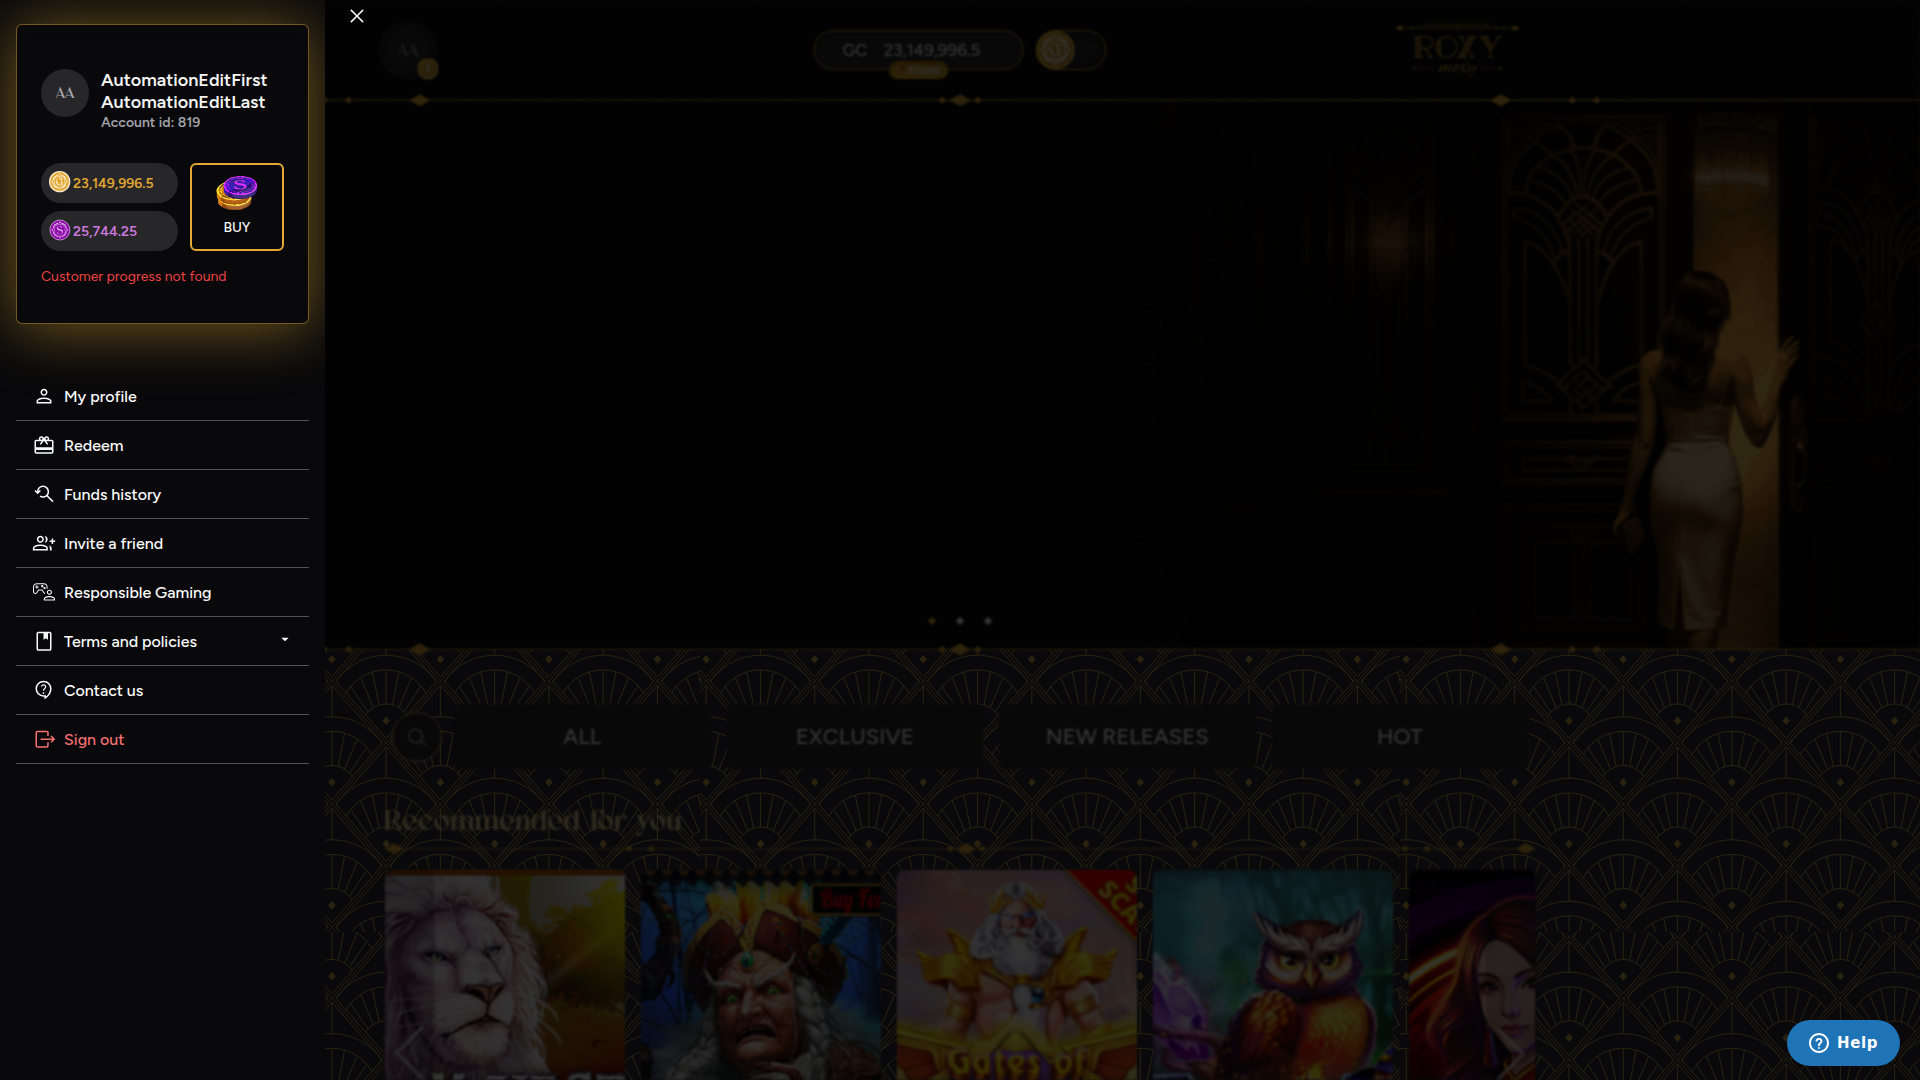 AA
AutomationEditFirst
AutomationEditLast
Account id: 819
23,149,996.5
25,744.25
BUY
Customer progress not found
My profile
Redeem
Funds history
Invite a friend
Responsible Gaming
Terms and policies
Contact us
Sign out
AA
GC 23,149,996.5
ROXY
moxy
ALL
EXCLUSIVE
NEW RELEASES
HOT
Recommended for you
Buy Fea
Gates of
Help